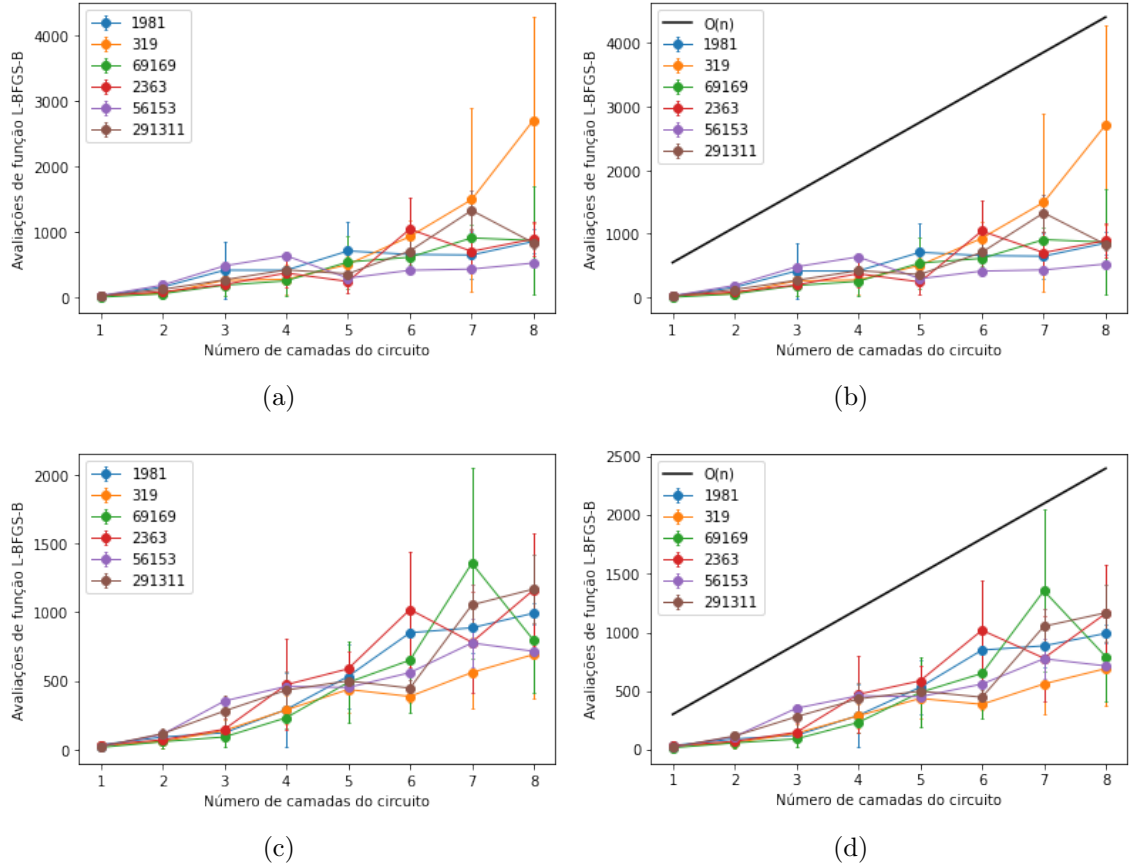 1981
319
69169
2363
56153
291311
4000
3000
2000
1000
0
Avaliações de função L-BFGS-B
1 2 3 4 5 6 7 8
Número de camadas do circuito
(a)
O(n)
1981
319
69169
2363
56153
291311
4000
3000
2000
1000
0
Avaliações de função L-BFGS-B
1 2 3 4 5 6 7 8
Número de camadas do circuito
(b)
1981
319
69169
2363
56153
291311
2000
1500
1000
500
0
Avaliações de função L-BFGS-B
1 2 3 4 5 6 7 8
Número de camadas do circuito
(c)
O(n)
1981
319
69169
2363
56153
291311
2500
2000
1500
1000
500
0
Avaliações de função L-BFGS-B
1 2 3 4 5 6 7 8
Número de camadas do circuito
(d)